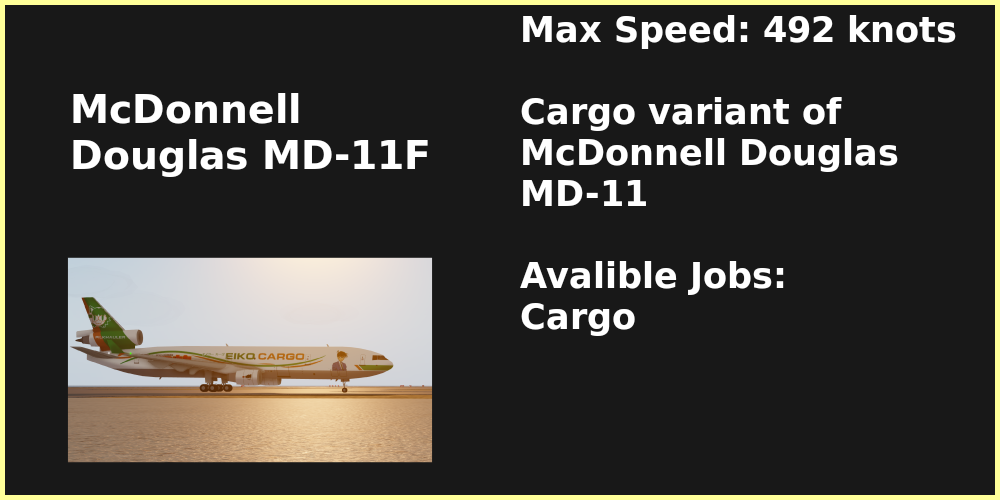 McDonnell
Douglas MD-11F
EIKO CARGO
Max Speed: 492 knots
Cargo variant of
McDonnell Douglas
MD-11
Avalible Jobs:
Cargo